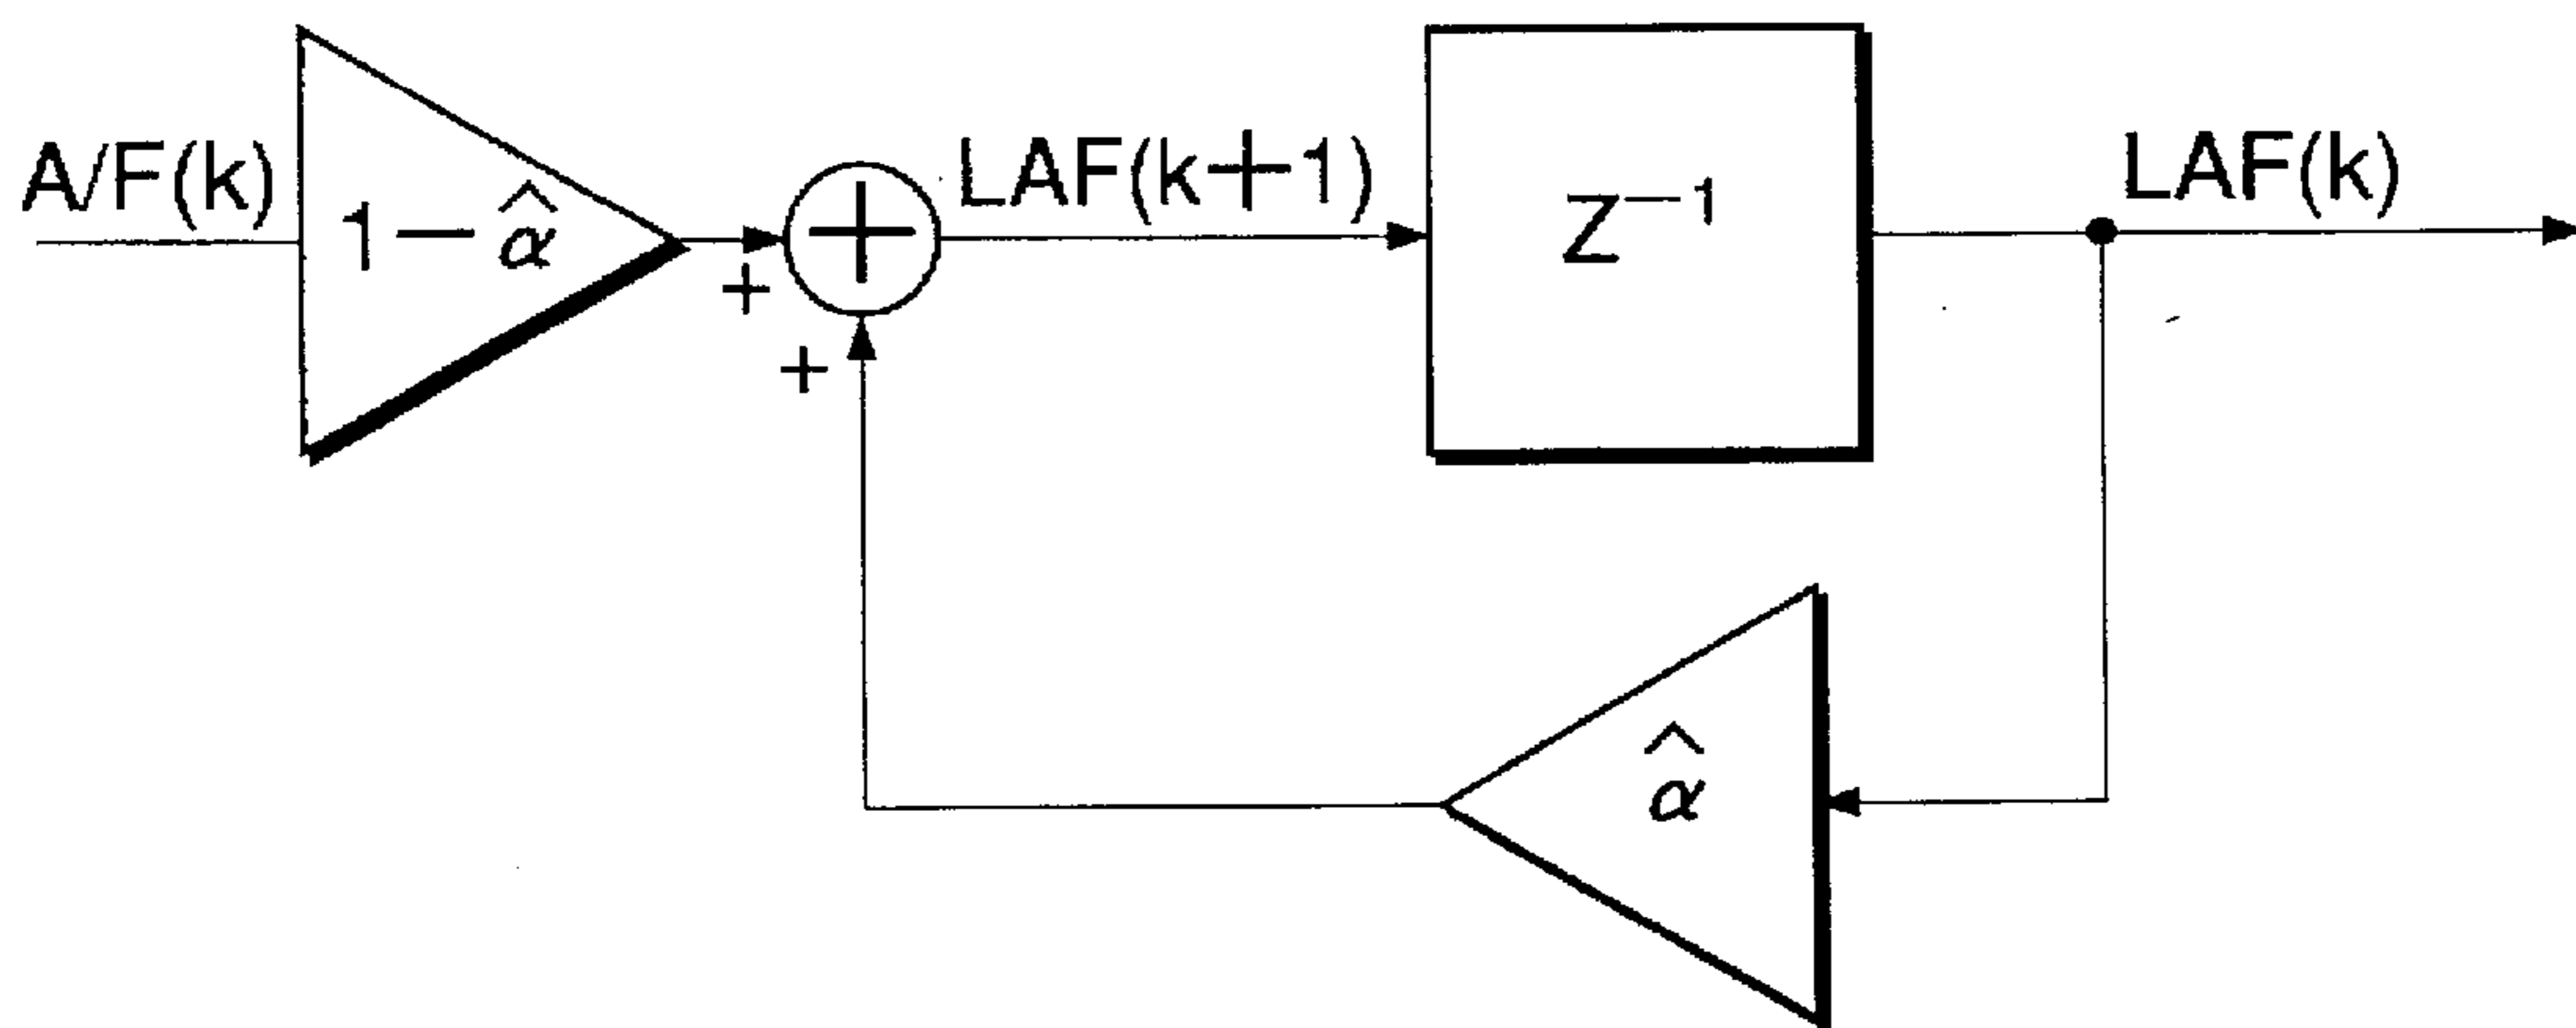 A/F(k)
1−α̂
+
+
+
LAF(k+1)
Z⁻¹
LAF(k)
α̂